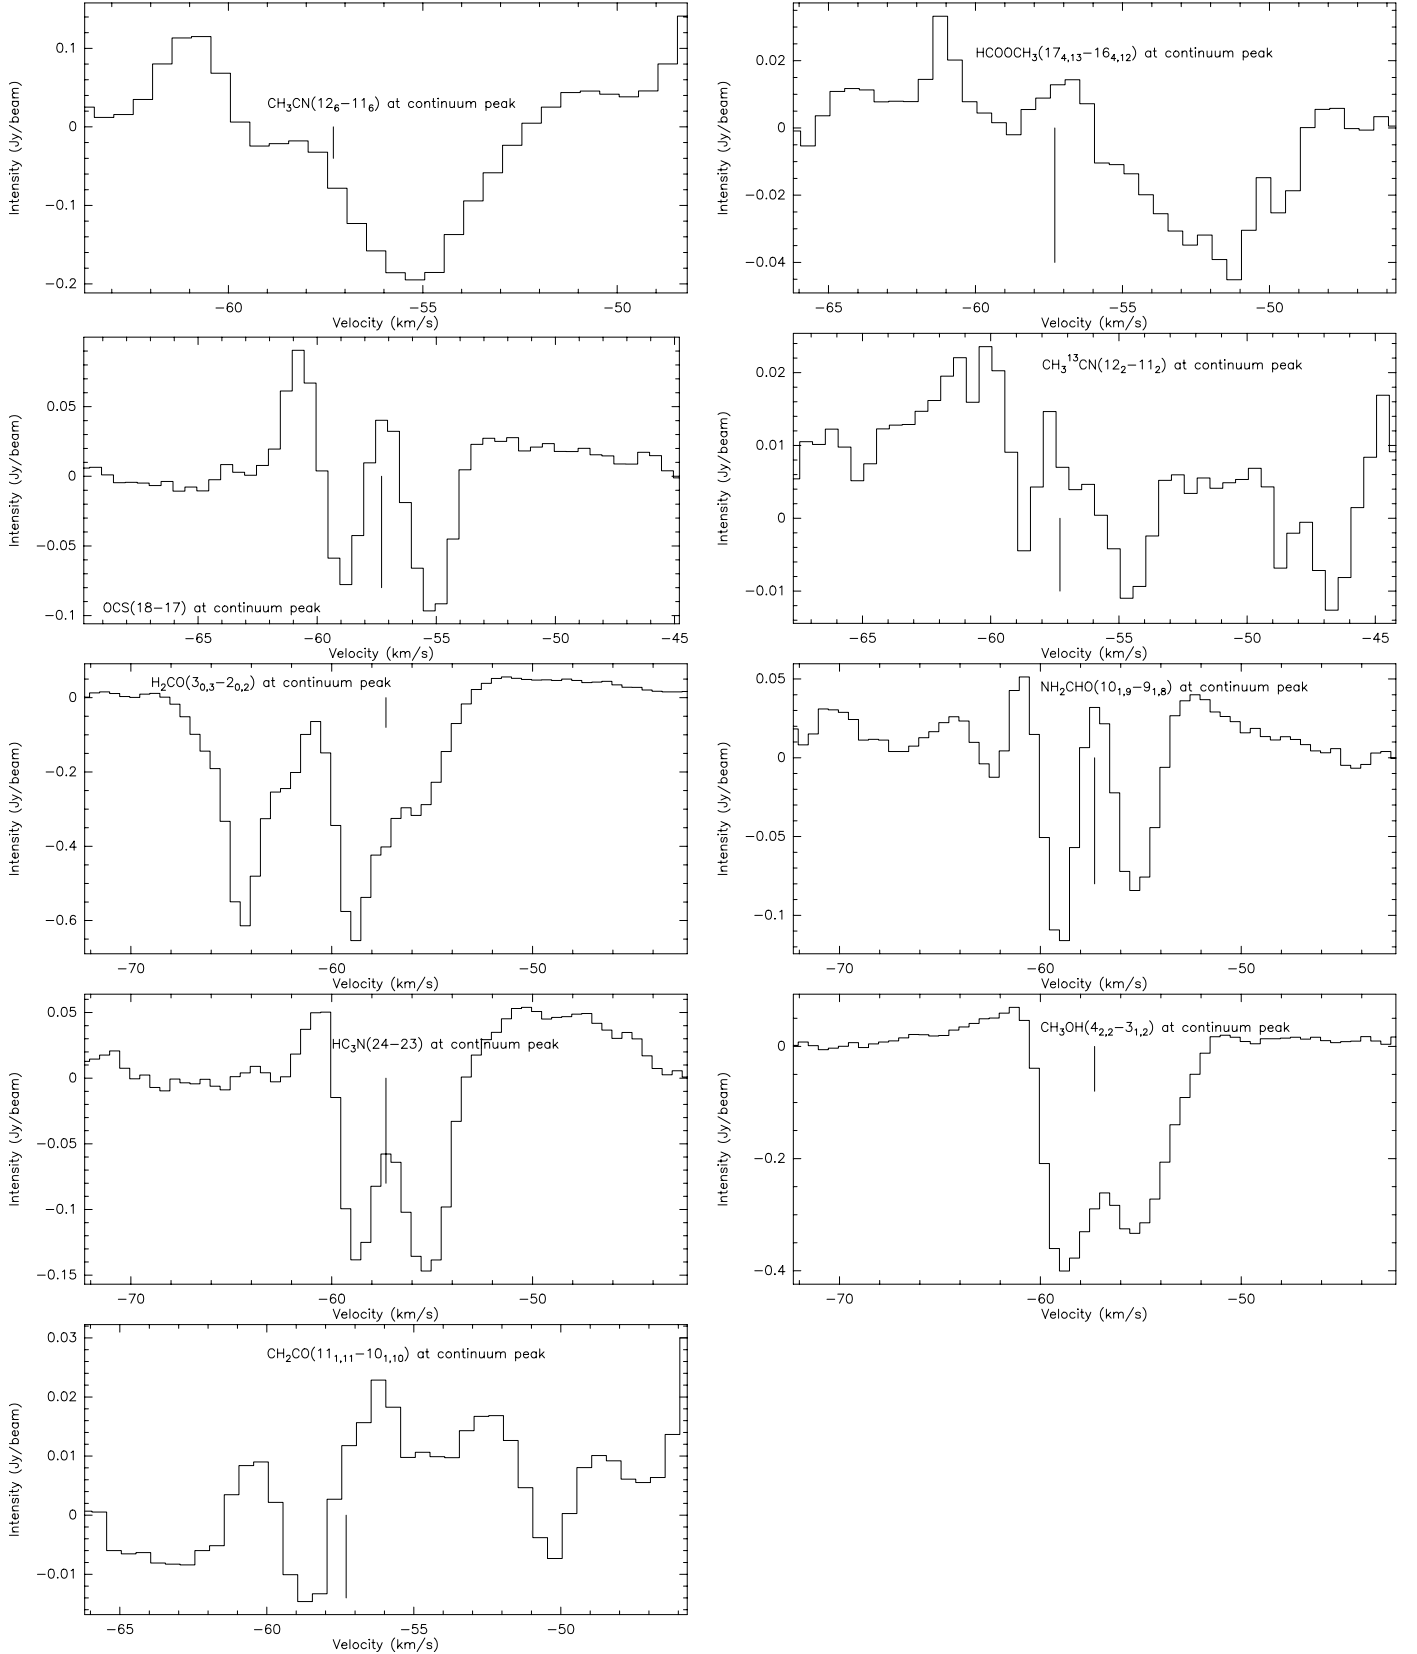 CH₃CN(12₆−11₆) at continuum peak
Intensity (Jy/beam)
0.1
0
−0.1
−0.2
−60
−55
−50
Velocity (km/s)
HCOOCH₃(17₄,₁₃−16₄,₁₂) at continuum peak
Intensity (Jy/beam)
0.02
0
−0.02
−0.04
−65
−60
−55
−50
Velocity (km/s)
OCS(18−17) at continuum peak
Intensity (Jy/beam)
0.05
0
−0.05
−0.1
−65
−60
−55
−50
−45
Velocity (km/s)
CH₃¹³CN(12₂−11₂) at continuum peak
Intensity (Jy/beam)
0.02
0.01
0
−0.01
−65
−60
−55
−50
−45
Velocity (km/s)
H₂CO(3₀,₃−2₀,₂) at continuum peak
Intensity (Jy/beam)
0
−0.2
−0.4
−0.6
−70
−60
−50
Velocity (km/s)
NH₂CHO(10₁,₉−9₁,₈) at continuum peak
Intensity (Jy/beam)
0.05
0
−0.05
−0.1
−70
−60
−50
Velocity (km/s)
HC₃N(24−23) at continuum peak
Intensity (Jy/beam)
0.05
0
−0.05
−0.1
−0.15
−70
−60
−50
Velocity (km/s)
CH₃OH(4₂,₂−3₁,₂) at continuum peak
Intensity (Jy/beam)
0
−0.2
−0.4
−70
−60
−50
Velocity (km/s)
CH₂CO(11₁,₁₁−10₁,₁₀) at continuum peak
Intensity (Jy/beam)
0.03
0.02
0.01
0
−0.01
−65
−60
−55
−50
Velocity (km/s)